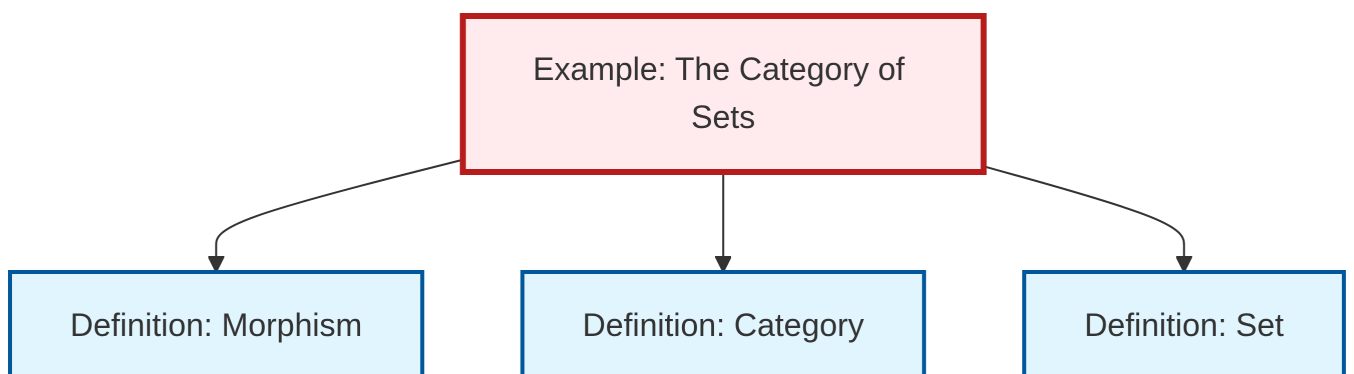 Example: The Category of
Sets
Definition: Morphism
Definition: Category
Definition: Set